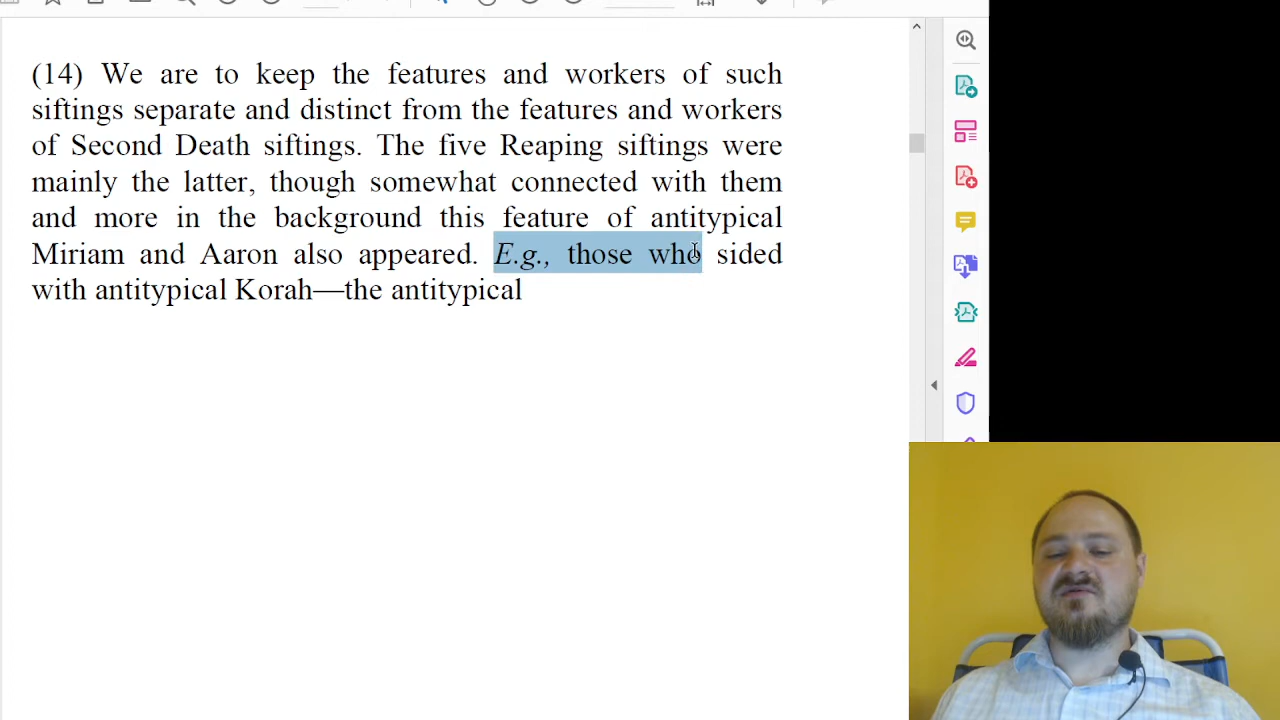 (14) We are to keep the features and workers of such
siftings separate and distinct from the features and workers
of Second Death siftings. The five Reaping siftings were
mainly the latter, though somewhat connected with them
and more in the background this feature of antitypical
Miriam and Aaron also appeared. E.g., those who sided
with antitypical Korah—the antitypical